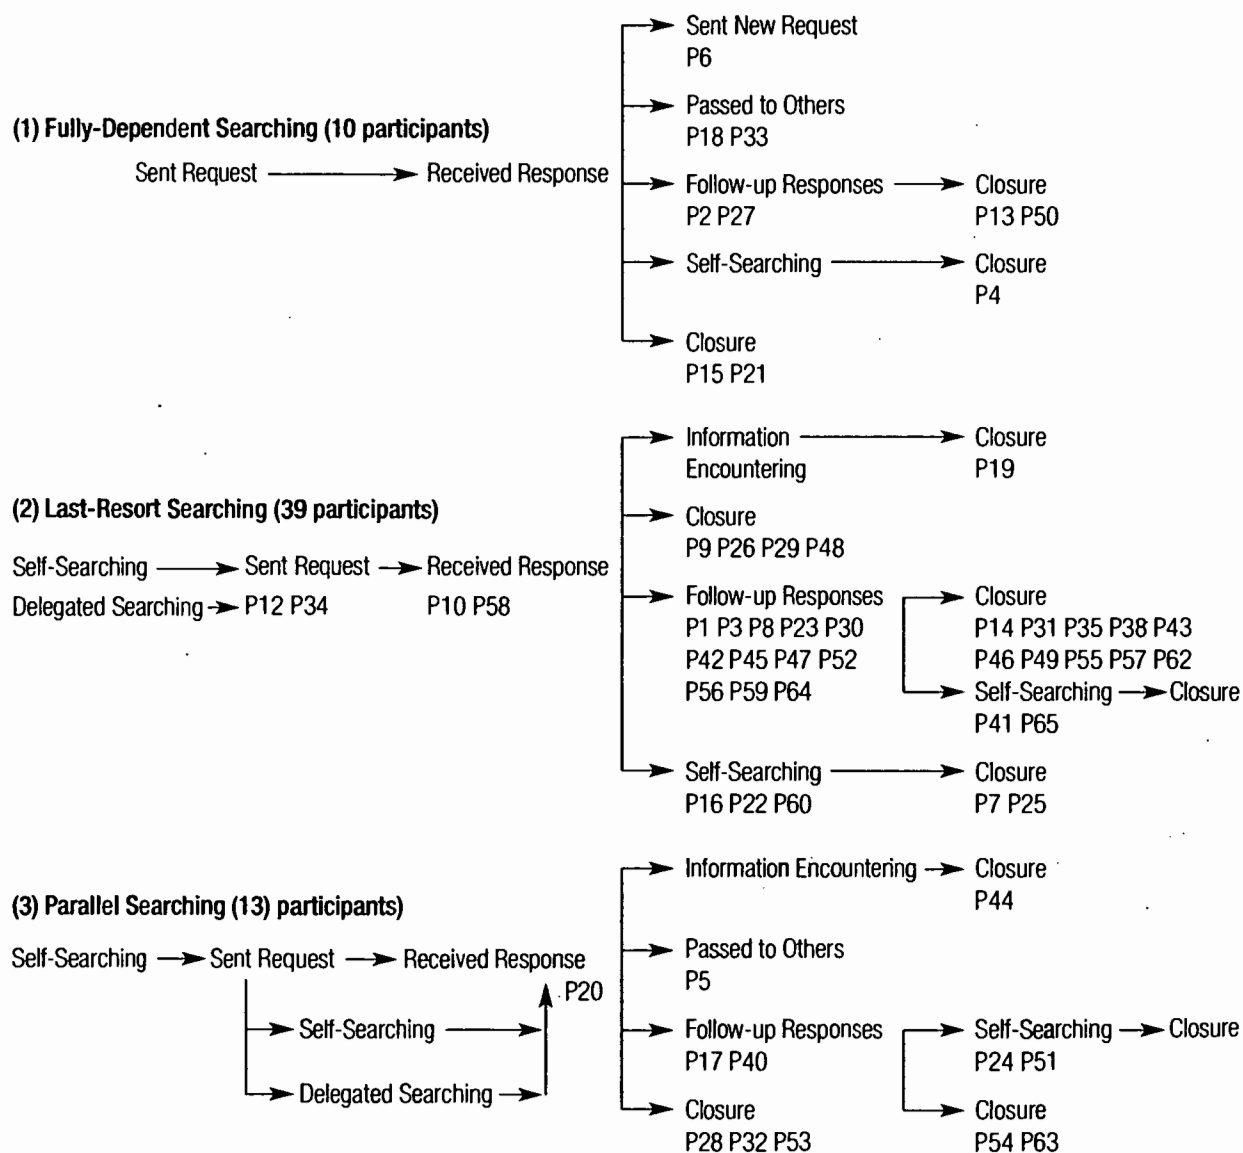 Sent New Request
P6
Passed to Others
P18 P33
(1) Fully-Dependent Searching (10 participants)
Sent Request
Received Response
Follow-up Responses
P2 P27
Closure
P13 P50
Self-Searching
Closure
P4
Closure
P15 P21
Information
Encountering
Closure
P19
(2) Last-Resort Searching (39 participants)
Closure
P9 P26 P29 P48
Self-Searching
Sent Request
Received Response
Delegated Searching
P12 P34
P10 P58
Follow-up Responses
P1 P3 P8 P23 P30
P42 P45 P47 P52
P56 P59 P64
Closure
P14 P31 P35 P38 P43
P46 P49 P55 P57 P62
Self-Searching
Closure
P41 P65
Self-Searching
P16 P22 P60
Closure
P7 P25
Information Encountering
Closure
P44
(3) Parallel Searching (13) participants)
Self-Searching
Sent Request
Received Response
P20
Self-Searching
Delegated Searching
Passed to Others
P5
Follow-up Responses
P17 P40
Self-Searching
Closure
P24 P51
Closure
P28 P32 P53
Closure
P54 P63